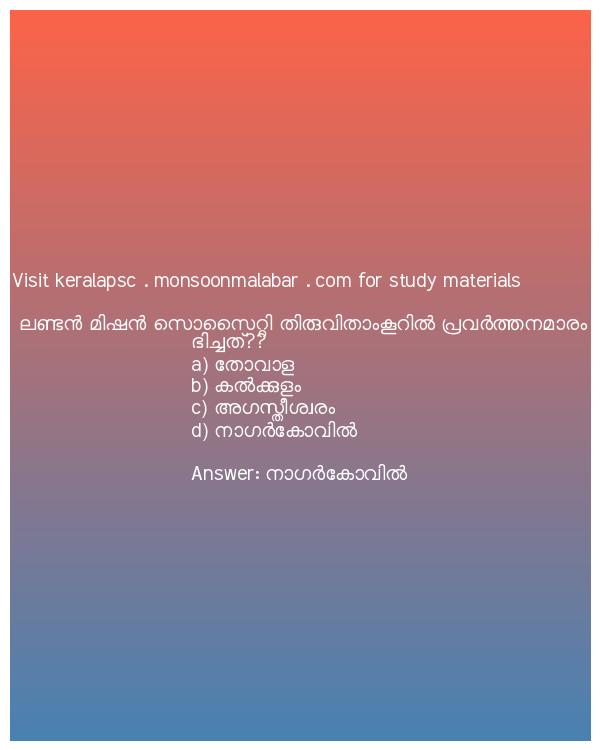 Visit keralapsc . monsoonmalabar . com for study materials
ലണ്ടൻ മിഷൻ സൊസൈറ്റി തിരുവിതാംകൂറിൽ പ്രവർത്തനമാരം
ഭിച്ചത്??
a) തോവാള
b) കൽക്കുളം
c) അഗസ്തീശ്വരം
d) നാഗർകോവിൽ
Answer: നാഗർകോവിൽ